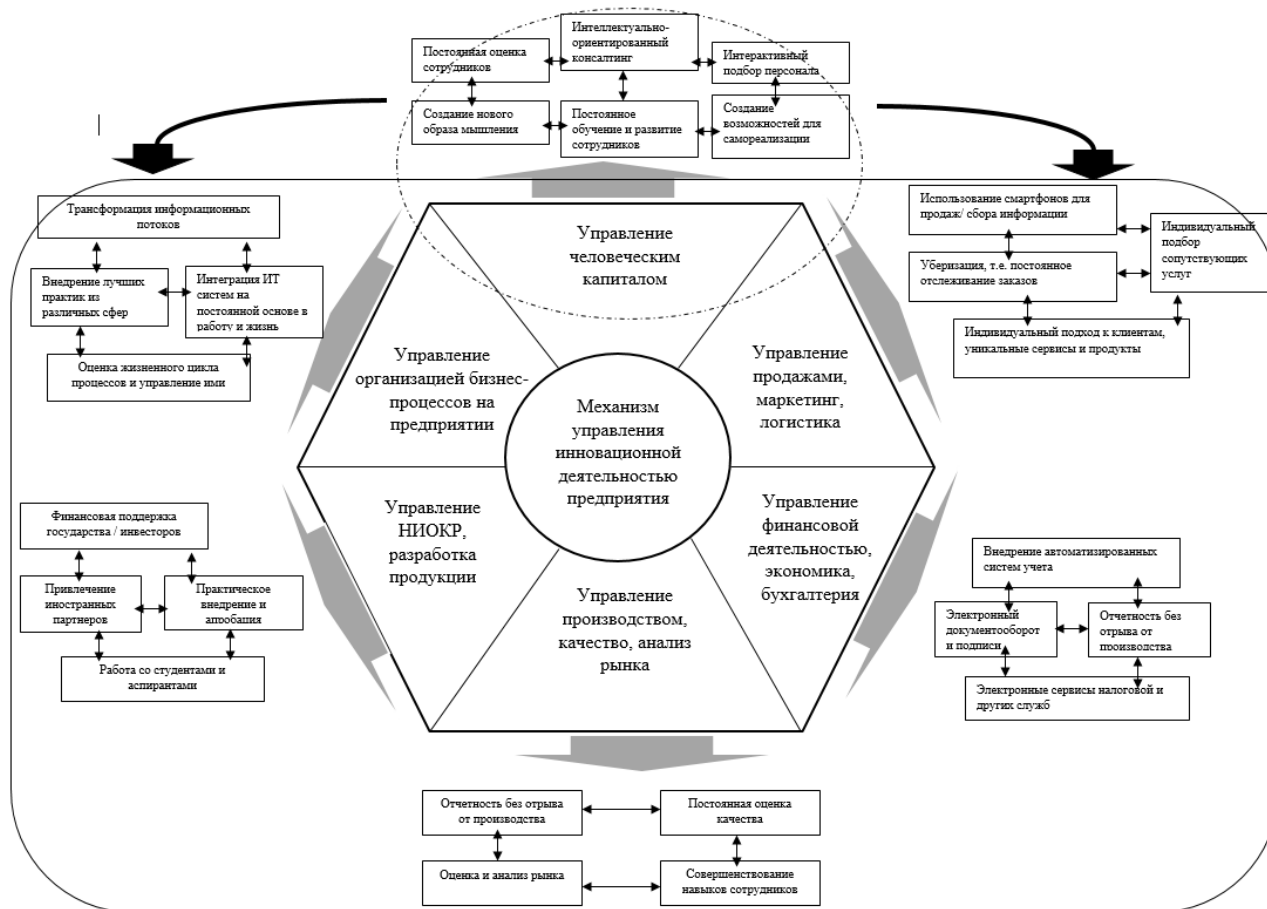 Интеллектуально-
ориентированный
консалтинг
Постоянная оценка
сотрудников
Интерактивный
подбор персонала
Создание нового
образа мышления
Постоянное
обучение и развитие
сотрудников
Создание
возможностей для
самореализации
Трансформация информационных
потоков
Внедрение лучших
практик из
различных сфер
Интеграция ИТ
систем на
постоянной основе в
работу и жизнь
Оценка жизненного цикла
процессов и управление ими
Использование смартфонов для
продаж/ сбора информации
Индивидуальный
подбор
сопутствующих
услуг
Уберизация, т.е. постоянное
отслеживание заказов
Индивидуальный подход к клиентам,
уникальные сервисы и продукты
Управление
человеческим
капиталом
Управление
организацией бизнес-
процессов на
предприятии
Управление
продажами,
маркетинг,
логистика
Механизм
управления
инновационной
деятельностью
предприятия
Управление
НИОКР,
разработка
продукции
Управление
финансовой
деятельностью,
экономика,
бухгалтерия
Управление
производством,
качество, анализ
рынка
Финансовая поддержка
государства / инвесторов
Привлечение
иностранных
партнеров
Практическое
внедрение и
апробация
Работа со студентами и
аспирантами
Внедрение автоматизированных
систем учета
Электронный
документооборот
и подписи
Отчетность без
отрыва от
производства
Электронные сервисы налоговой и
других служб
Отчетность без отрыва
от производства
Постоянная оценка
качества
Оценка и анализ рынка
Совершенствование
навыков сотрудников